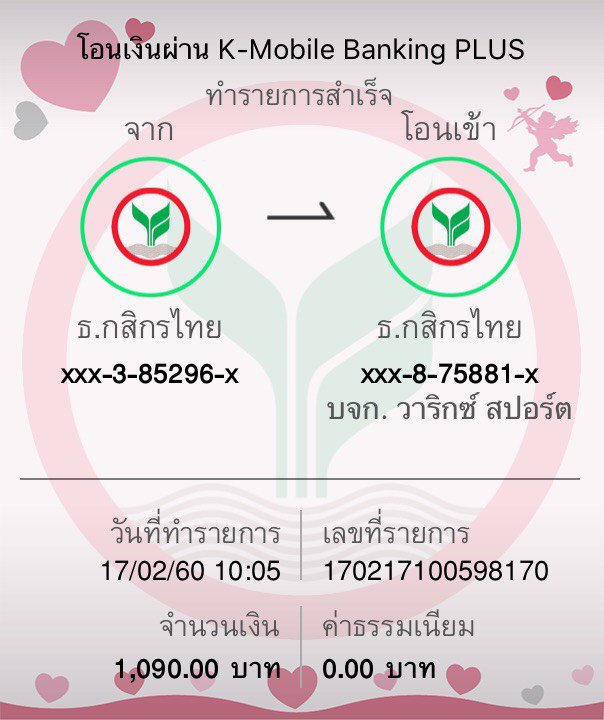 โอนเงินผ่าน K-Mobile Banking PLUS
ทำรายการสำเร็จ
จาก
โอนเข้า
ธ.กสิกรไทย
ธ.กสิกรไทย
xxx-3-85296-x
xxx-8-75881-x
บจก. วาริกซ์ สปอร์ต
วันที่ทำรายการ
เลขที่รายการ
17/02/60 10:05
170217100598170
จำนวนเงิน
ค่าธรรมเนียม
1,090.00 บาท
0.00 บาท